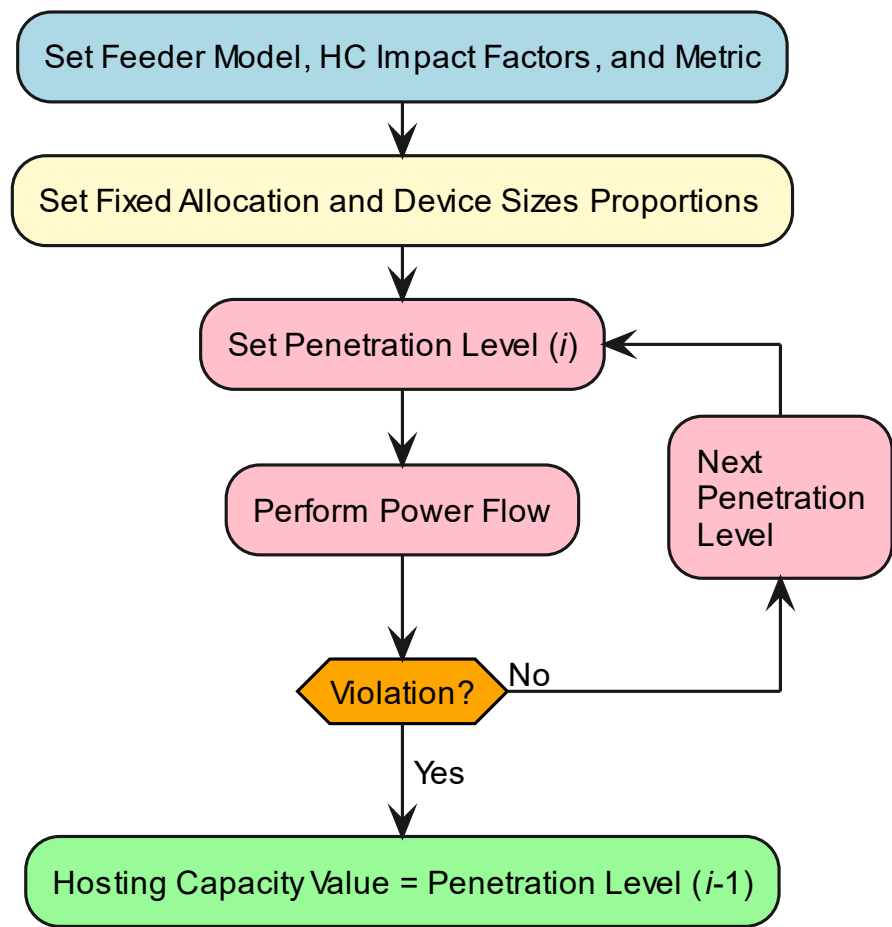 Set Feeder Model, HC Impact Factors, and Metric
Set Fixed Allocation and Device Sizes Proportions
Set Penetration Level (i)
Next
Penetration
Level
Perform Power Flow
Violation?
No
Yes
Hosting Capacity Value = Penetration Level (i-1)